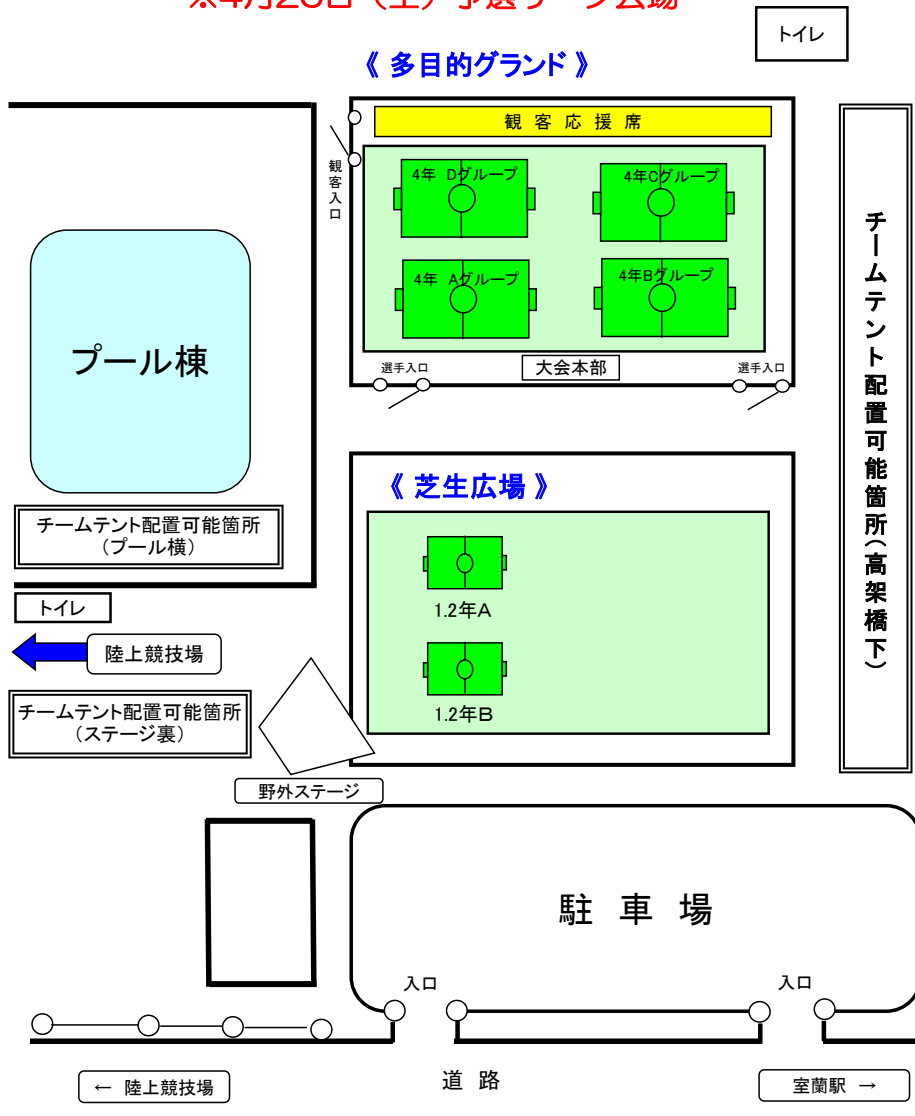 トイレ
《 多目的グランド 》
観 客 応 援 席
観客入口
4年 Dグループ
4年Cグループ
4年 Aグループ
4年Bグループ
選手入口
大会本部
選手入口
チームテント配置可能箇所(高架橋下)
プール棟
チームテント配置可能箇所
(プール横)
トイレ
陸上競技場
チームテント配置可能箇所
(ステージ裏)
《 芝生広場 》
1.2年A
1.2年B
野外ステージ
駐 車 場
入口
入口
← 陸上競技場
道 路
室蘭駅 →